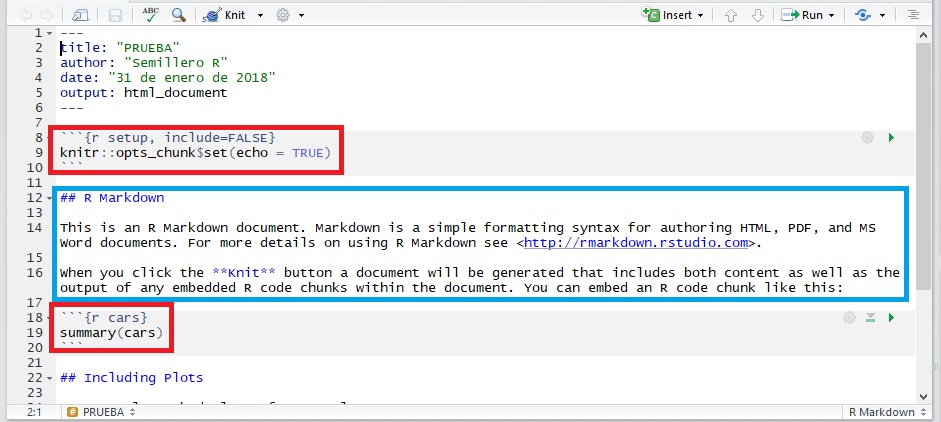 ABC
Knit
Insert
Run
1 ---
2 title: "PRUEBA"
3 author: "Semillero R"
4 date: "31 de enero de 2018"
5 output: html_document
6 ---
7
8 ```{r setup, include=FALSE}
9 knitr::opts_chunk$set(echo = TRUE)
10 ```
11
12 ## R Markdown
13
14 This is an R Markdown document. Markdown is a simple formatting syntax for authoring HTML, PDF, and MS
Word documents. For more details on using R Markdown see <http://rmarkdown.rstudio.com>.
15
16 When you click the **Knit** button a document will be generated that includes both content as well as the
output of any embedded R code chunks within the document. You can embed an R code chunk like this:
17
18 ```{r cars}
19 summary(cars)
20 ```
21
22 ## Including Plots
23
2:1 # PRUEBA R Markdown